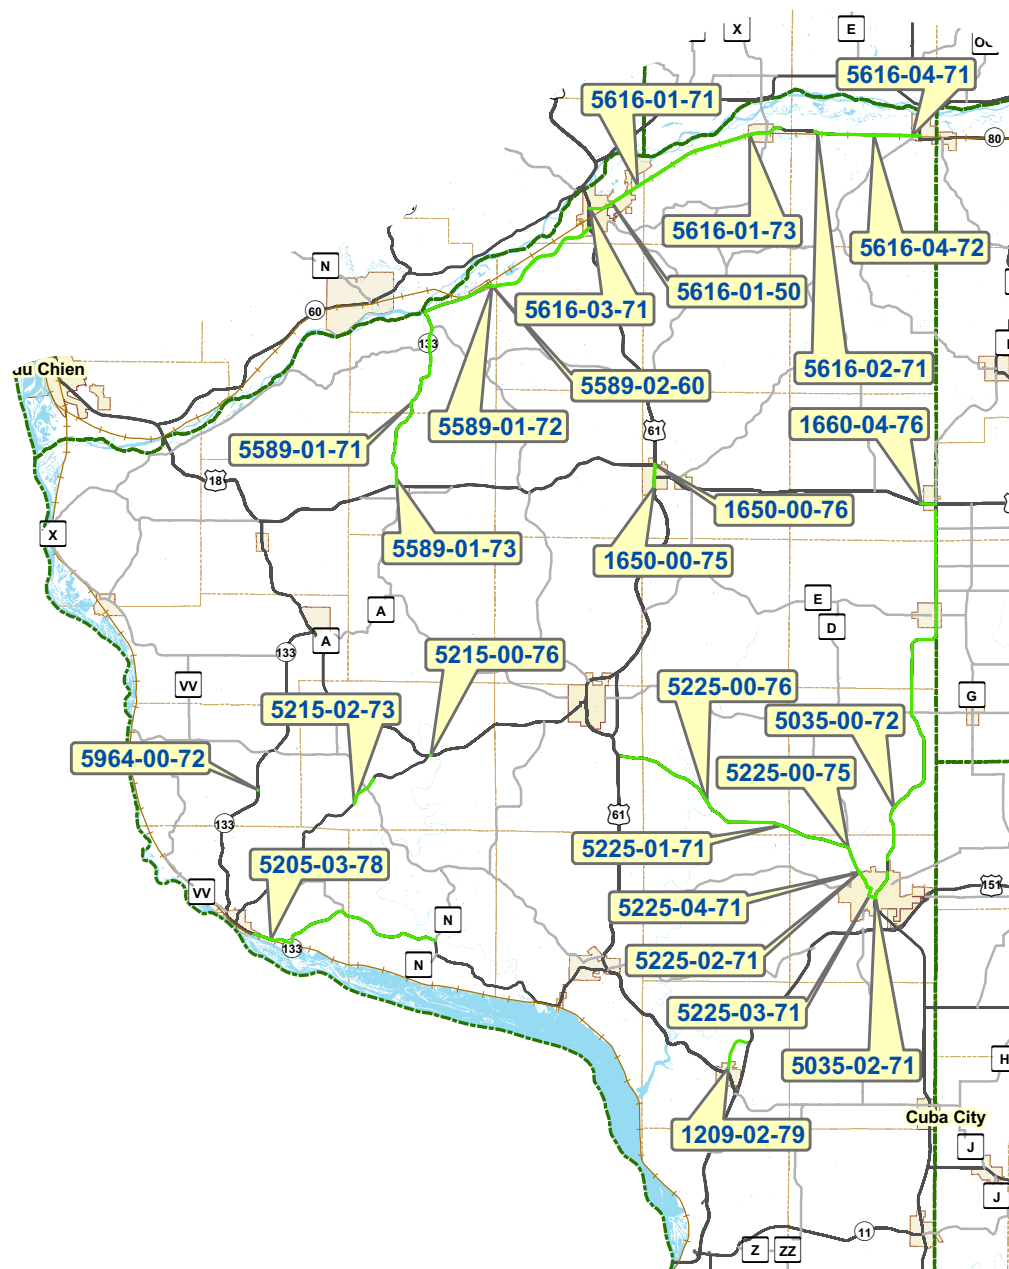 X
E
5616-04-71
5616-01-71
80
5616-01-73
5616-04-72
N
5616-01-50
60
5616-03-71
133
5616-02-71
du Chien
5589-02-60
5589-01-72
1660-04-76
5589-01-71
61
18
1650-00-76
X
5589-01-73
1650-00-75
E
A
D
A
133
5215-00-76
VV
5225-00-76
G
5215-02-73
5035-00-72
5964-00-72
5225-00-75
61
133
5225-01-71
5205-03-78
151
VV
5225-04-71
N
133
N
5225-02-71
5225-03-71
H
5035-02-71
Cuba City
1209-02-79
J
J
11
Z
ZZ